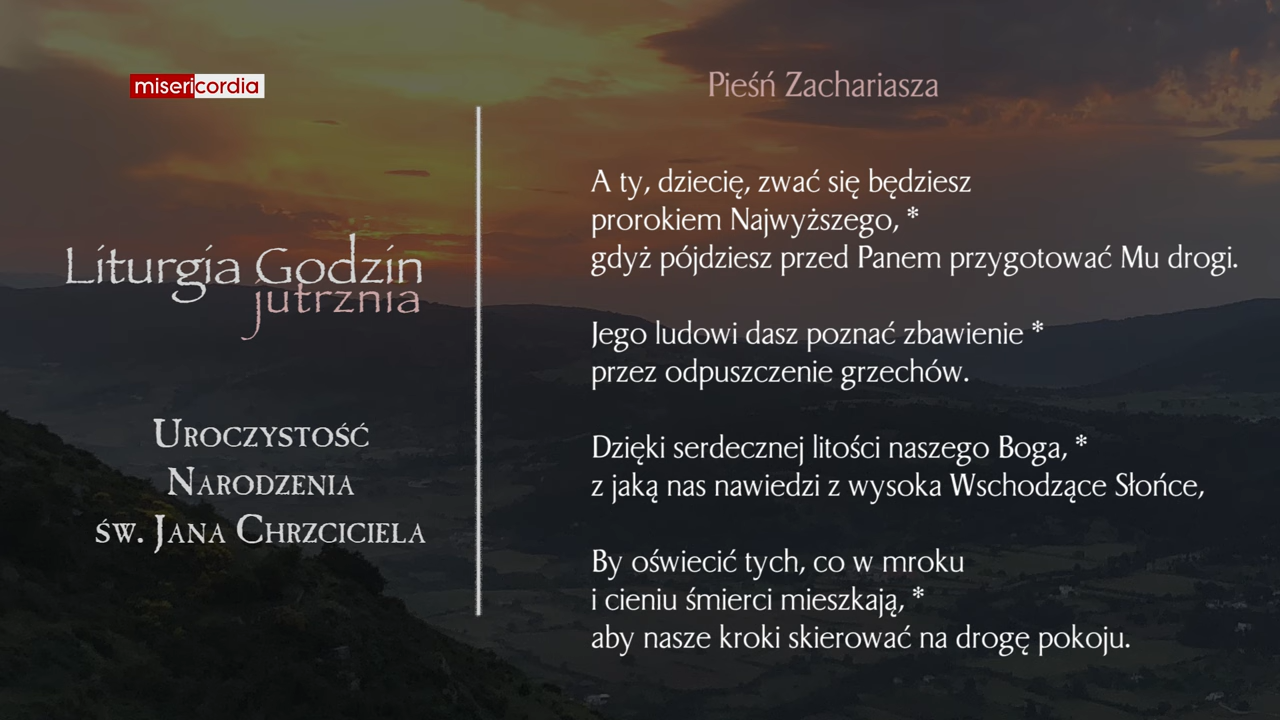 misericordia
Liturgia Godzin
jutrznia
Uroczystość
Narodzenia
św. Jana Chrzciciela
Pieśń Zachariasza
A ty, dziecię, zwać się będziesz
prorokiem Najwyższego, *
gdyż pójdziesz przed Panem przygotować Mu drogi.
Jego ludowi dasz poznać zbawienie *
przez odpuszczenie grzechów.
Dzięki serdecznej litości naszego Boga, *
z jaką nas nawiedzi z wysoka Wschodzące Słońce,
By oświecić tych, co w mroku
i cieniu śmierci mieszkają, *
aby nasze kroki skierować na drogę pokoju.